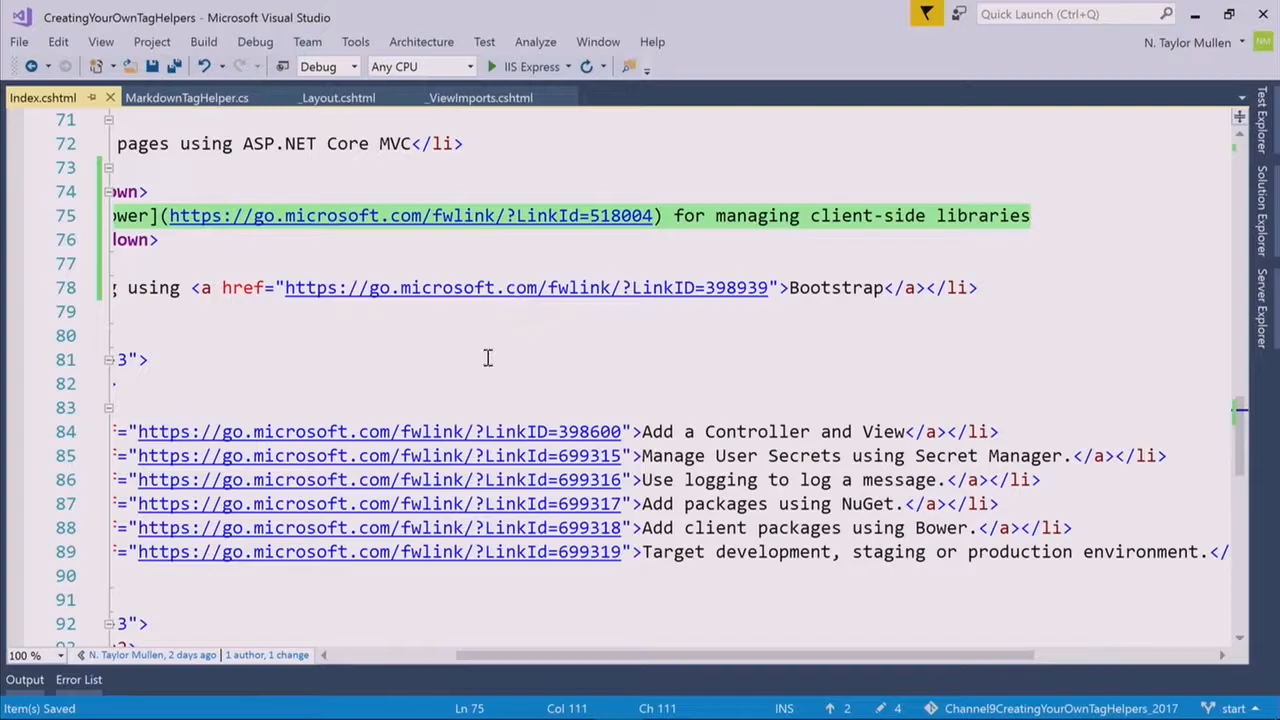 CreatingYourOwnTagHelpers - Microsoft Visual Studio
Quick Launch (Ctrl+Q)
File Edit View Project Build Debug Team Tools Architecture Test Analyze Window Help
N. Taylor Mullen
NM
Debug Any CPU IIS Express
Index.cshtml MarkdownTagHelper.cs _Layout.cshtml _ViewImports.cshtml
71
72 pages using ASP.NET Core MVC</li>
73
74 own>
75 ower](https://go.microsoft.com/fwlink/?LinkId=518004) for managing client-side libraries
76 down>
77
78 g using <a href="https://go.microsoft.com/fwlink/?LinkID=398939">Bootstrap</a></li>
79
80
81 3">
82
83
84 ="https://go.microsoft.com/fwlink/?LinkID=398600">Add a Controller and View</a></li>
85 ="https://go.microsoft.com/fwlink/?LinkId=699315">Manage User Secrets using Secret Manager.</a></li>
86 ="https://go.microsoft.com/fwlink/?LinkId=699316">Use logging to log a message.</a></li>
87 ="https://go.microsoft.com/fwlink/?LinkId=699317">Add packages using NuGet.</a></li>
88 ="https://go.microsoft.com/fwlink/?LinkId=699318">Add client packages using Bower.</a></li>
89 ="https://go.microsoft.com/fwlink/?LinkId=699319">Target development, staging or production environment.</
90
91
92 3">
Test Explorer
Solution Explorer
Server Explorer
100 % N. Taylor Mullen, 2 days ago | 1 author, 1 change
Output Error List
Item(s) Saved Ln 75 Col 111 Ch 111 INS 2 4 Channel9CreatingYourOwnTagHelpers_2017 start